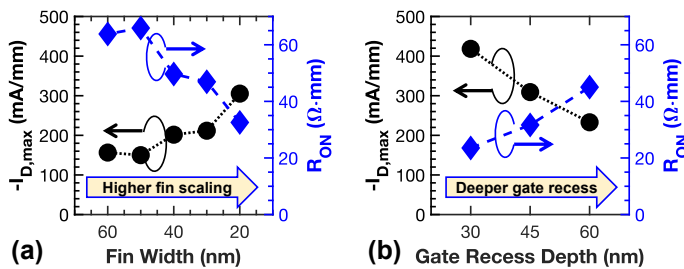 500
400
300
200
100
0
-I_D,max (mA/mm)
60
40
20
0
R_ON (Ω·mm)
Higher fin scaling
60 50 40 30 20
Fin Width (nm)
(a)
500
400
300
200
100
0
-I_D,max (mA/mm)
60
40
20
0
R_ON (Ω·mm)
Deeper gate recess
30 45 60
Gate Recess Depth (nm)
(b)